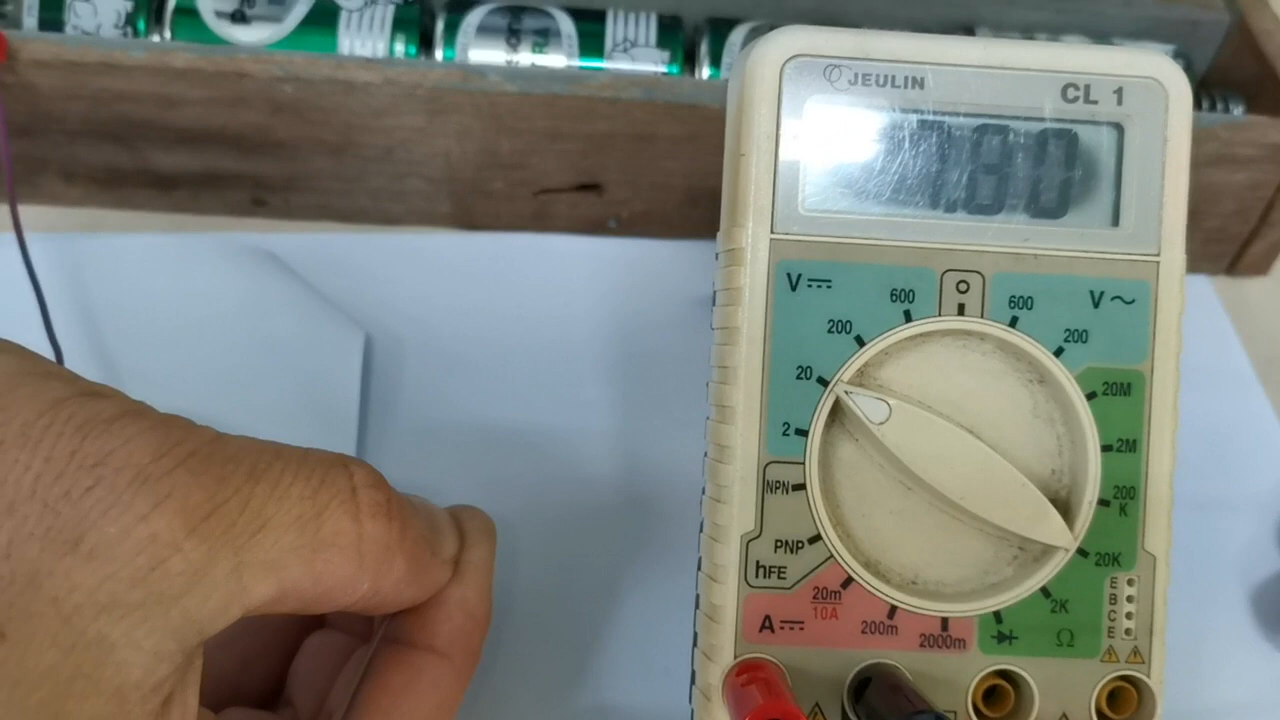 JEULIN
CL 1
7.80
V
600
O
600
V~
200
200
20
20M
2
2M
NPN
200
K
PNP
hFE
20K
20m
10A
2K
E
B
C
E
A
200m
2000m
Ω